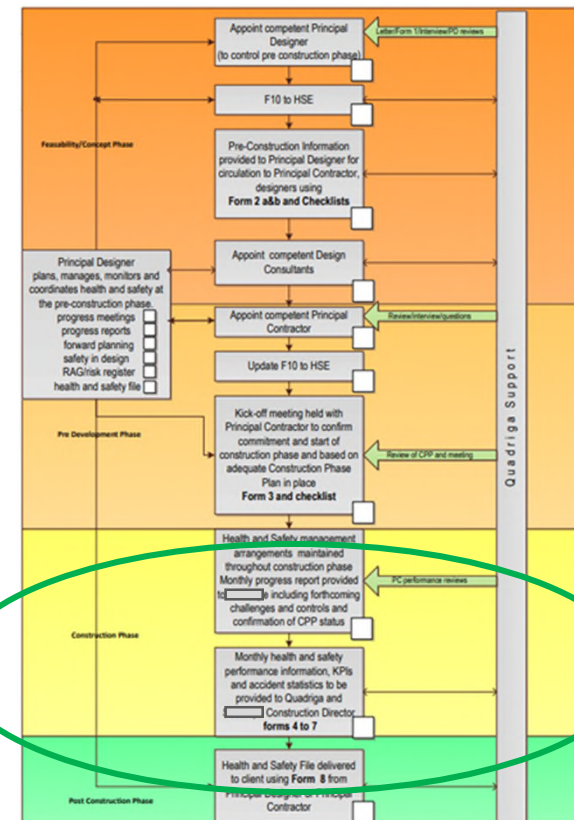 Appoint competent Principal
Designer
(to control pre construction phase)
Letter/Form 1/Interview/PD reviews
F10 to HSE
Feasability/Concept Phase
Pre-Construction Information
provided to Principal Designer for
circulation to Principal Contractor,
designers using
Form 2 a&b and Checklists
Appoint competent Design
Consultants
Principal Designer
plans, manages, monitors and
coordinates health and safety at
the pre-construction phase.
progress meetings
progress reports
forward planning
safety in design
RAG/risk register
health and safety file
Appoint competent Principal
Contractor
Review/interview/questions
Update F10 to HSE
Quadriga Support
Pre Development Phase
Kick-off meeting held with
Principal Contractor to confirm
commitment and start of
construction phase and based on
adequate Construction Phase
Plan in place
Form 3 and checklist
Review of CPP and meeting
Health and Safety management
arrangements maintained
throughout construction phase
Monthly progress report provided
including forthcoming
challenges and controls and
confirmation of CPP status
PC performance reviews
Construction Phase
Monthly health and safety
performance information, KPIs
and accident statistics to be
provided to Quadriga and
Construction Director
forms 4 to 7
Health and Safety File delivered
to client using Form 8 from
Principal Designer or Principal
Contractor
Post Construction Phase